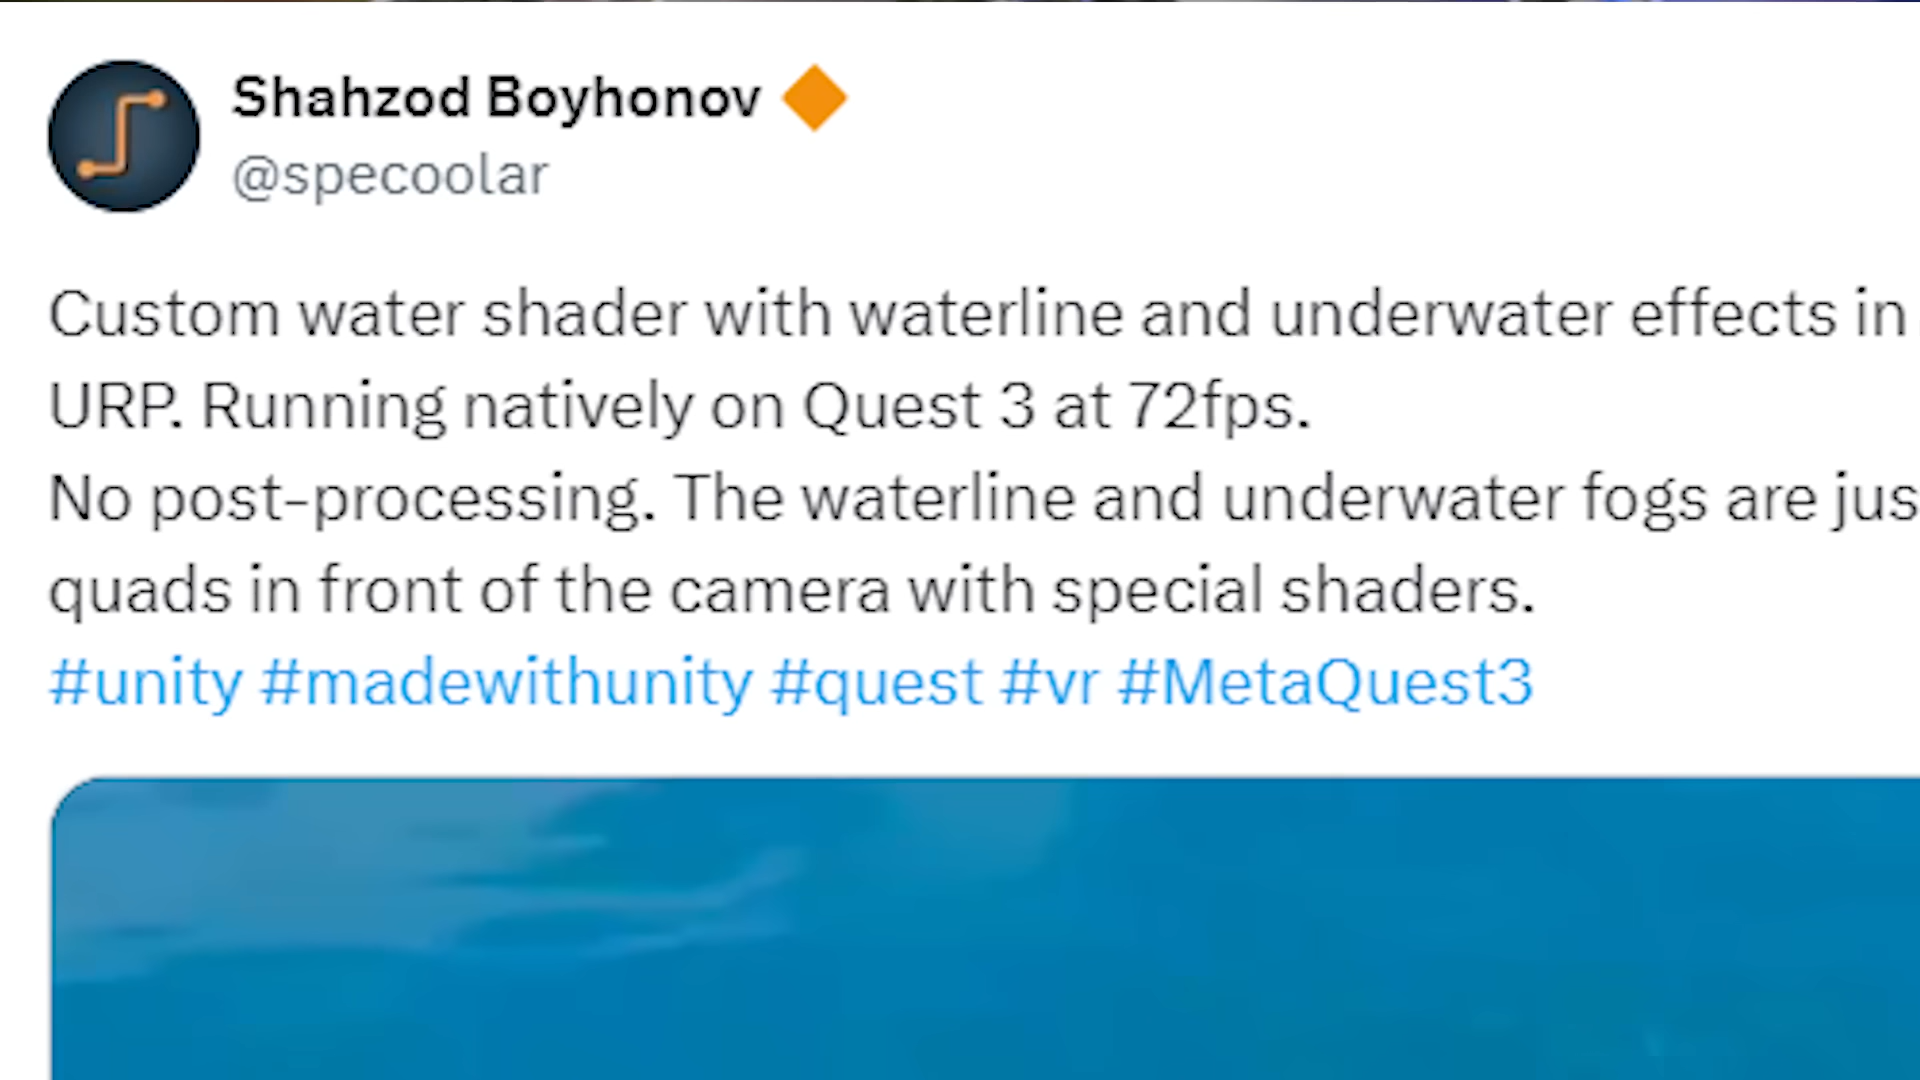 Shahzod Boyhonov
@specoolar
Custom water shader with waterline and underwater effects in
URP. Running natively on Quest 3 at 72fps.
No post-processing. The waterline and underwater fogs are jus
quads in front of the camera with special shaders.
#unity #madewithunity #quest #vr #MetaQuest3